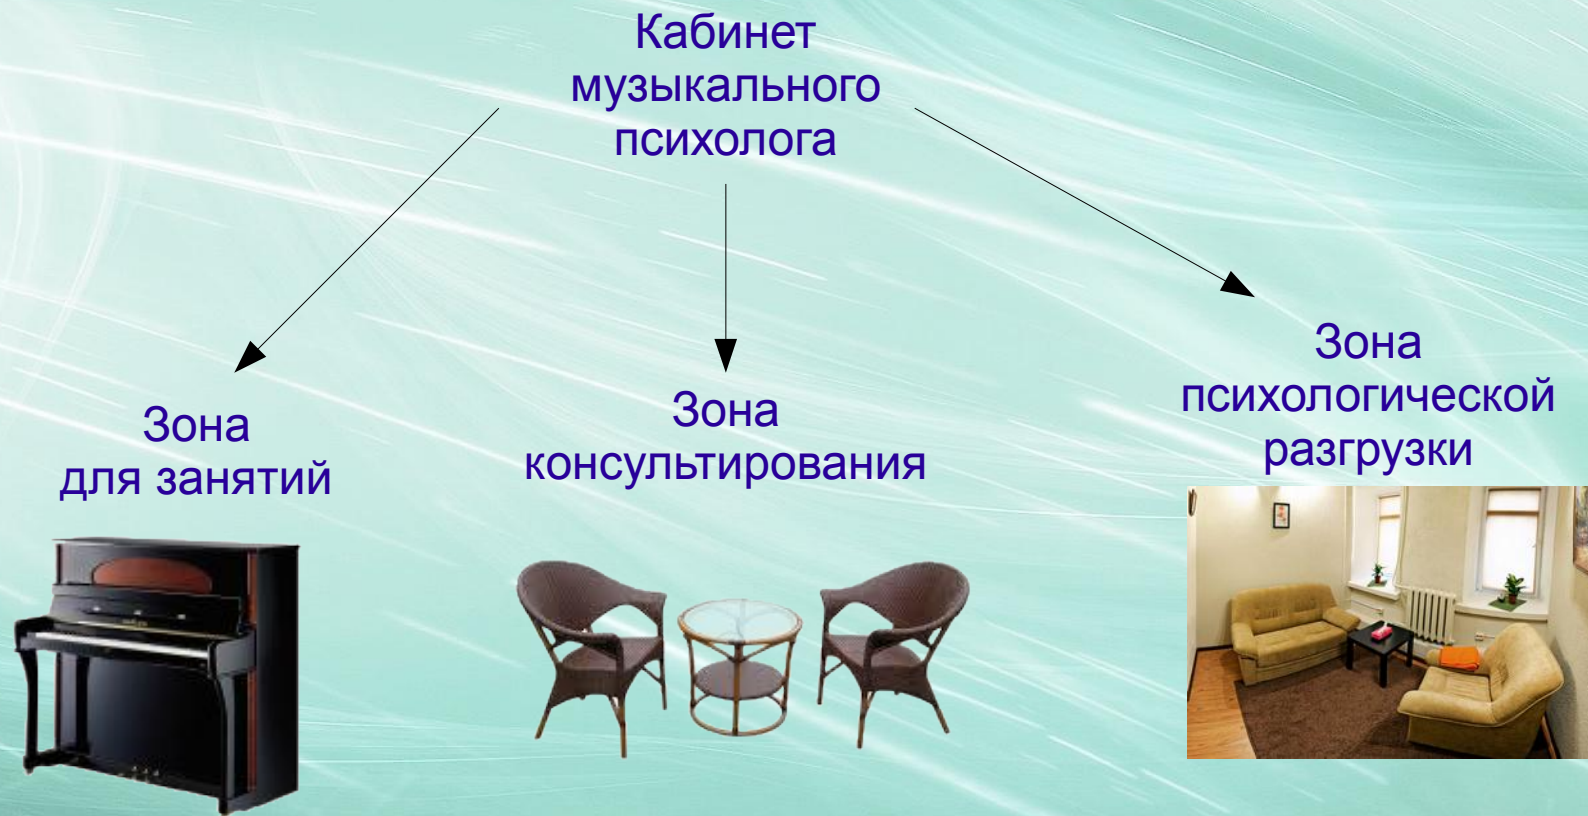 Кабинет
музыкального
психолога
Зона
для занятий
Зона
консультирования
Зона
психологической
разгрузки